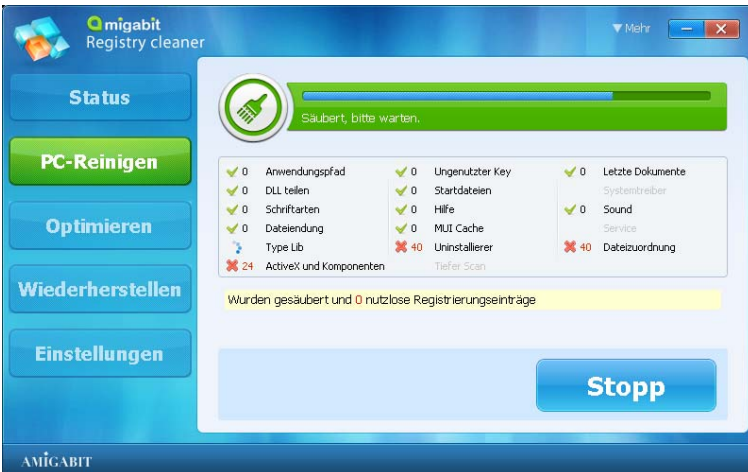 amigabit
Registry cleaner
Mehr
Status
PC-Reinigen
Optimieren
Wiederherstellen
Einstellungen
Säubert, bitte warten.
0 Anwendungspfad 0 Ungenutzter Key 0 Letzte Dokumente
0 DLL teilen 0 Startdateien Systemtreiber
0 Schriftarten 0 Hilfe 0 Sound
0 Dateiendung 0 MUI Cache Service
Type Lib 40 Uninstallierer 40 Dateizuordnung
24 ActiveX und Komponenten Tiefer Scan
Wurden gesäubert und 0 nutzlose Registrierungseinträge
Stopp
AMIGABIT